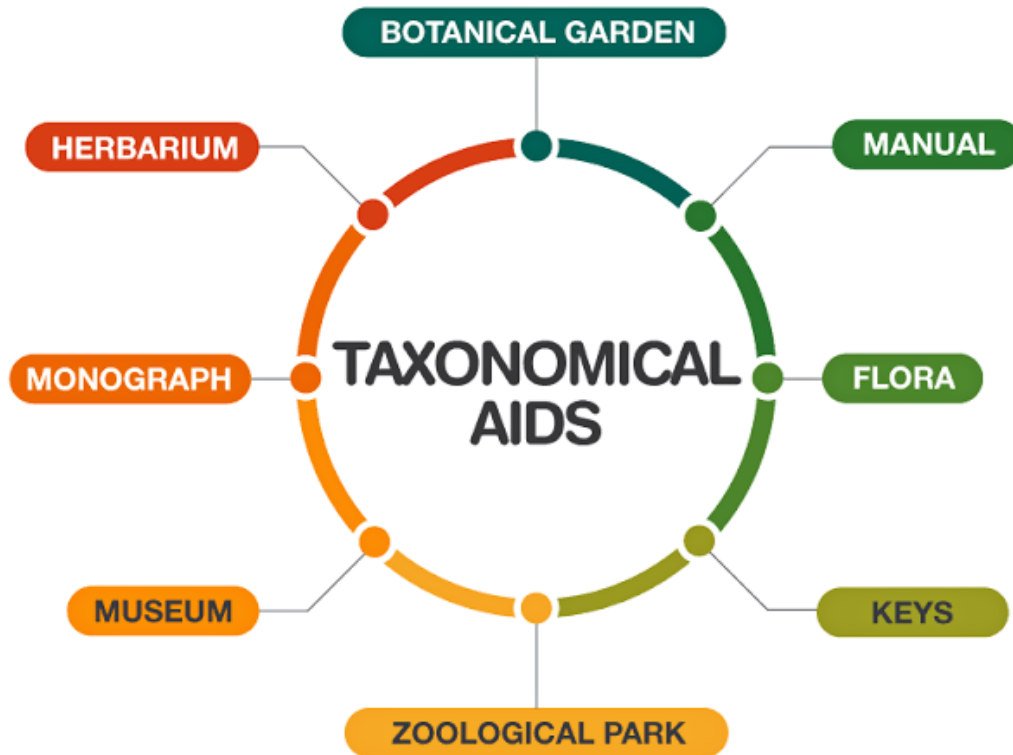 BOTANICAL GARDEN
HERBARIUM
MANUAL
MONOGRAPH
TAXONOMICAL
AIDS
FLORA
MUSEUM
KEYS
ZOOLOGICAL PARK